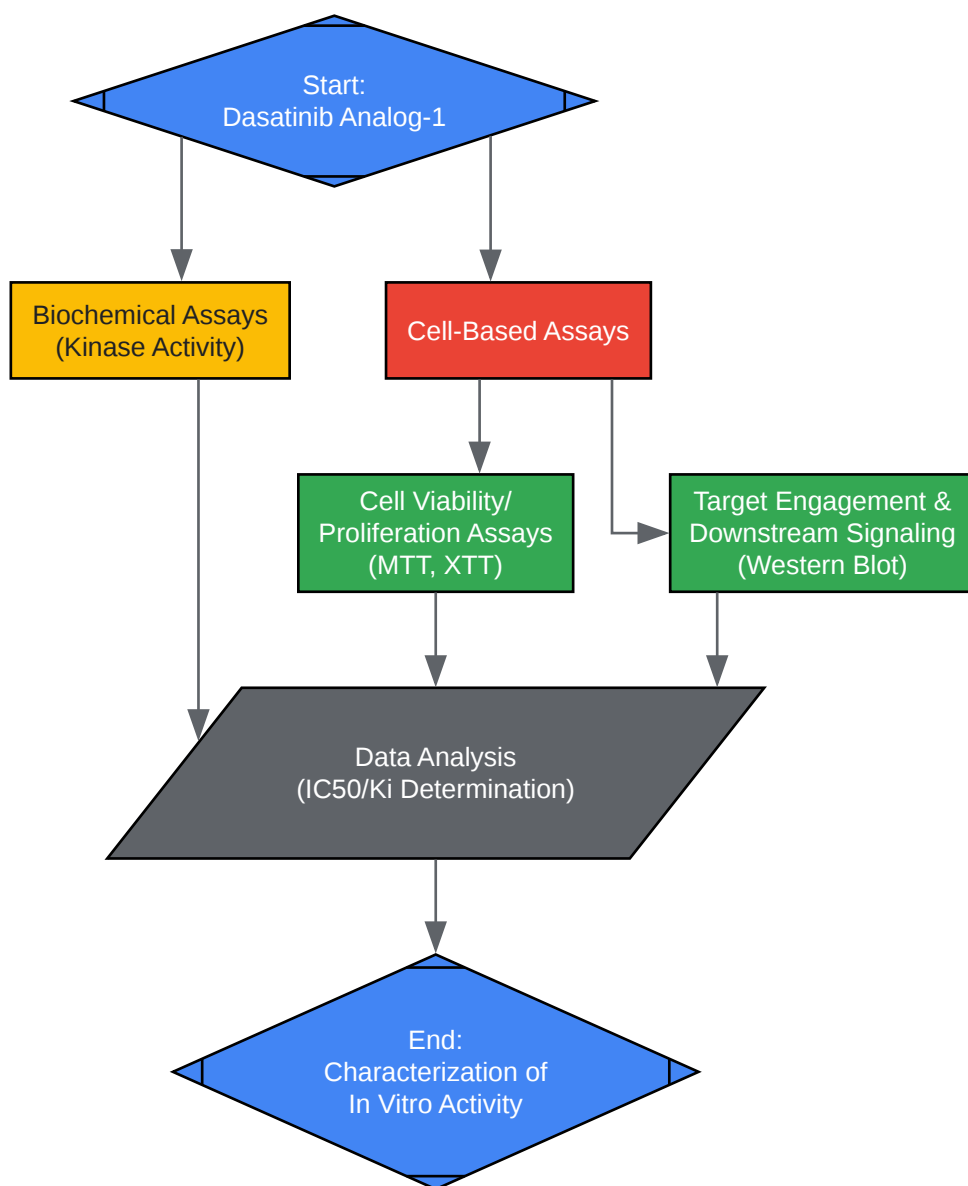 Start:
Dasatinib Analog-1
Biochemical Assays
(Kinase Activity)
Cell-Based Assays
Cell Viability/
Proliferation Assays
(MTT, XTT)
Target Engagement &
Downstream Signaling
(Western Blot)
Data Analysis
(IC50/Ki Determination)
End:
Characterization of
In Vitro Activity